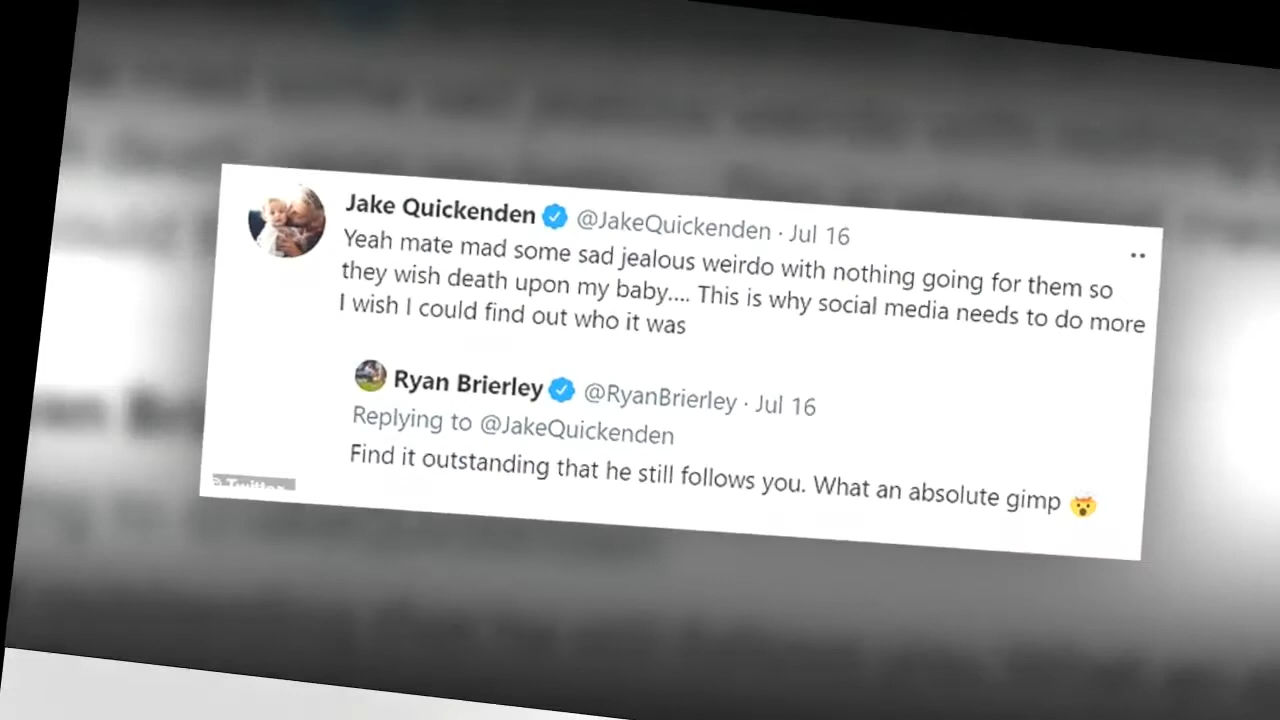 Jake Quickenden @JakeQuickenden · Jul 16
Yeah mate mad some sad jealous weirdo with nothing going for them so
they wish death upon my baby.... This is why social media needs to do more
I wish I could find out who it was
Ryan Brierley @RyanBrierley · Jul 16
Replying to @JakeQuickenden
Find it outstanding that he still follows you. What an absolute gimp 🤯
Twitter